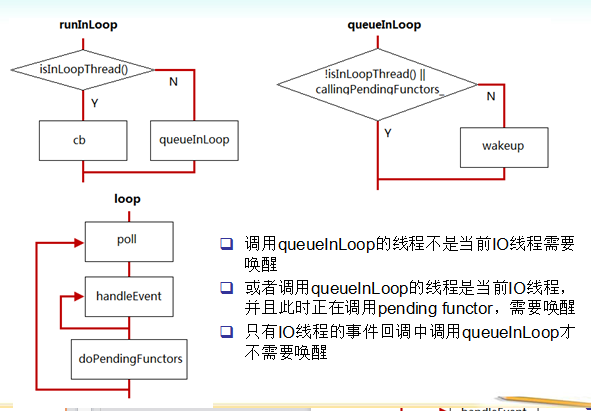 runInLoop
queueInLoop
isInLoopThread()
Y
N
cb
queueInLoop
!isInLoopThread() ||
callingPendingFunctors_
Y
N
wakeup
loop
poll
handleEvent
doPendingFunctors
调用queueInLoop的线程不是当前IO线程需要
唤醒
或者调用queueInLoop的线程是当前IO线程,
并且此时正在调用pending functor,需要唤醒
只有IO线程的事件回调中调用queueInLoop才
不需要唤醒
handleEvent